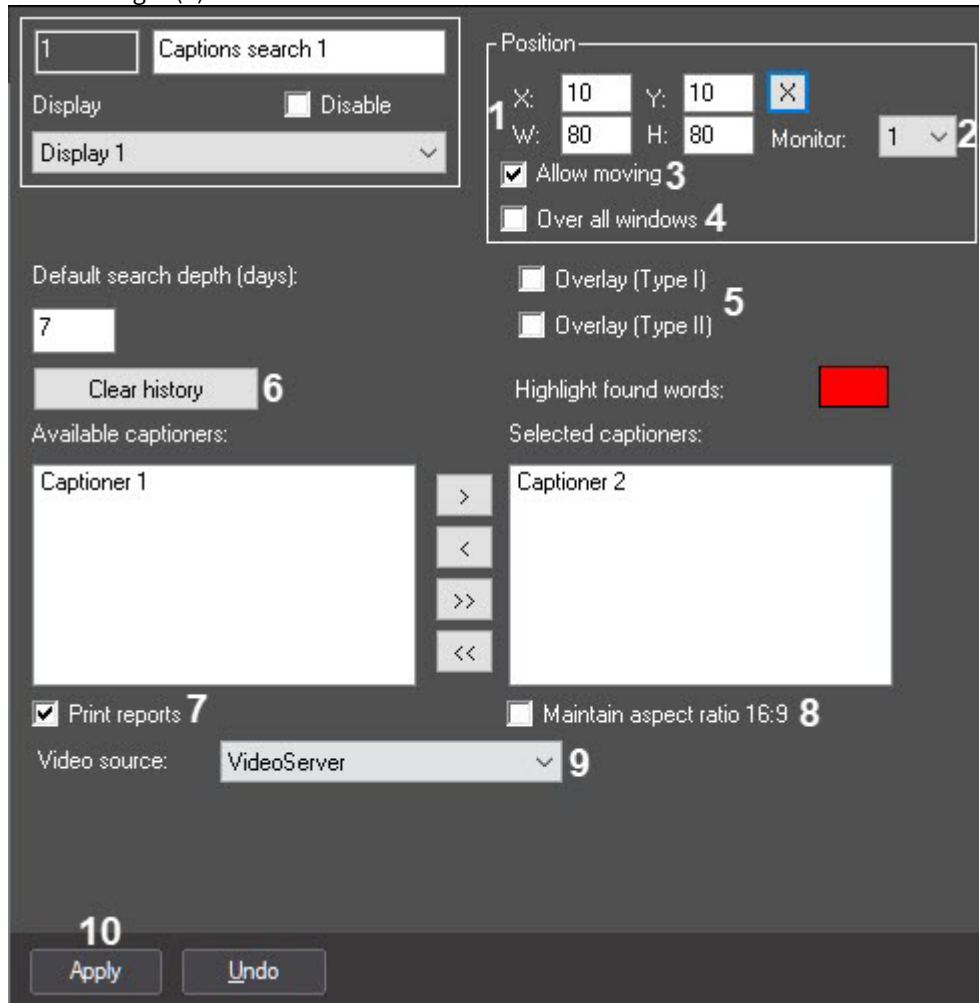 1 Captions search 1
Display Disable
Display 1
Position
1 X: 10 Y: 10 X
W: 80 H: 80 Monitor: 1 2
Allow moving 3
Over all windows 4
Default search depth (days):
7
Overlay (Type I)
Overlay (Type II) 5
Clear history 6
Highlight found words:
Available captioners:
Selected captioners:
Captioner 1
Captioner 2
>
<
>>
<<
Print reports 7
Maintain aspect ratio 16:9 8
Video source: VideoServer 9
10
Apply Undo